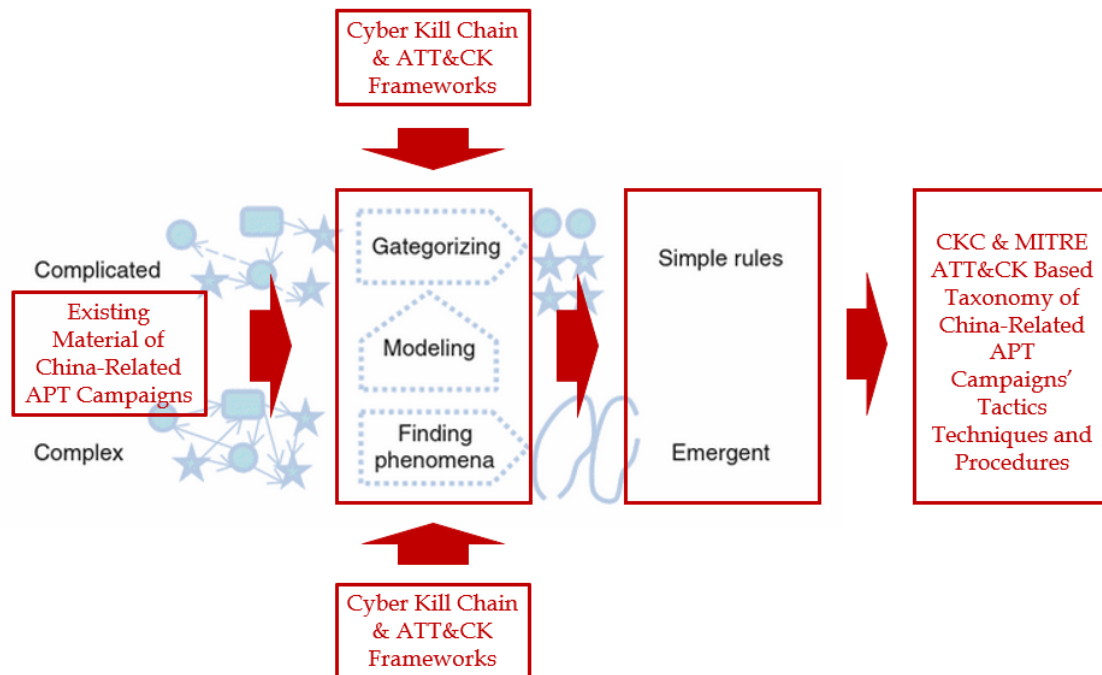 Cyber Kill Chain
& ATT&CK
Frameworks
Complicated
Existing
Material of
China-Related
APT Campaigns
Complex
Gategorizing
Modeling
Finding
phenomena
Simple rules
Emergent
CKC & MITRE
ATT&CK Based
Taxonomy of
China-Related
APT
Campaigns’
Tactics
Techniques and
Procedures
Cyber Kill Chain
& ATT&CK
Frameworks